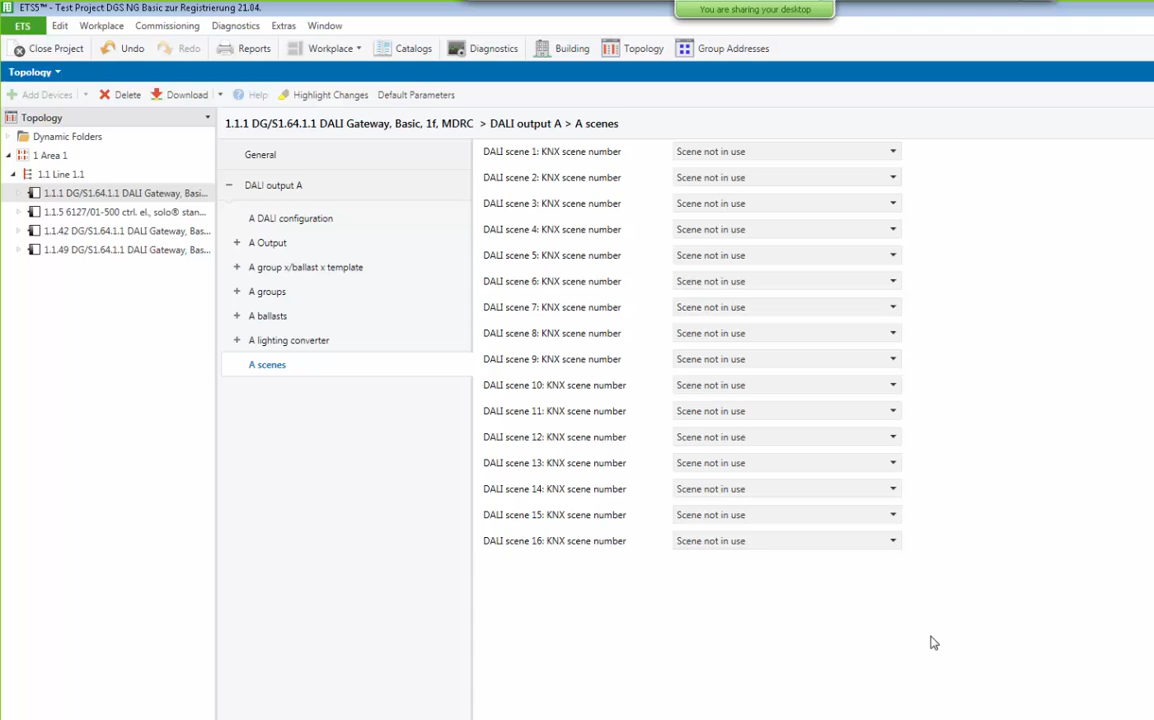 ETS5™ - Test Project DGS NG Basic zur Registrierung 21.04.
You are sharing your desktop
ETS Edit Workplace Commissioning Diagnostics Extras Window
Close Project Undo Redo Reports Workplace Catalogs Diagnostics Building Topology Group Addresses
Topology
Add Devices Delete Download Help Highlight Changes Default Parameters
Topology
Dynamic Folders
1 Area 1
1.1 Line 1.1
1.1.1 DG/S1.64.1.1 DALI Gateway, Basi...
1.1.5 6127/01-500 ctrl. el., solo® stan...
1.1.42 DG/S1.64.1.1 DALI Gateway, Bas...
1.1.49 DG/S1.64.1.1 DALI Gateway, Bas...
1.1.1 DG/S1.64.1.1 DALI Gateway, Basic, 1f, MDRC > DALI output A > A scenes
General
DALI output A
A DALI configuration
A Output
A group x/ballast x template
A groups
A ballasts
A lighting converter
A scenes
DALI scene 1: KNX scene number Scene not in use
DALI scene 2: KNX scene number Scene not in use
DALI scene 3: KNX scene number Scene not in use
DALI scene 4: KNX scene number Scene not in use
DALI scene 5: KNX scene number Scene not in use
DALI scene 6: KNX scene number Scene not in use
DALI scene 7: KNX scene number Scene not in use
DALI scene 8: KNX scene number Scene not in use
DALI scene 9: KNX scene number Scene not in use
DALI scene 10: KNX scene number Scene not in use
DALI scene 11: KNX scene number Scene not in use
DALI scene 12: KNX scene number Scene not in use
DALI scene 13: KNX scene number Scene not in use
DALI scene 14: KNX scene number Scene not in use
DALI scene 15: KNX scene number Scene not in use
DALI scene 16: KNX scene number Scene not in use